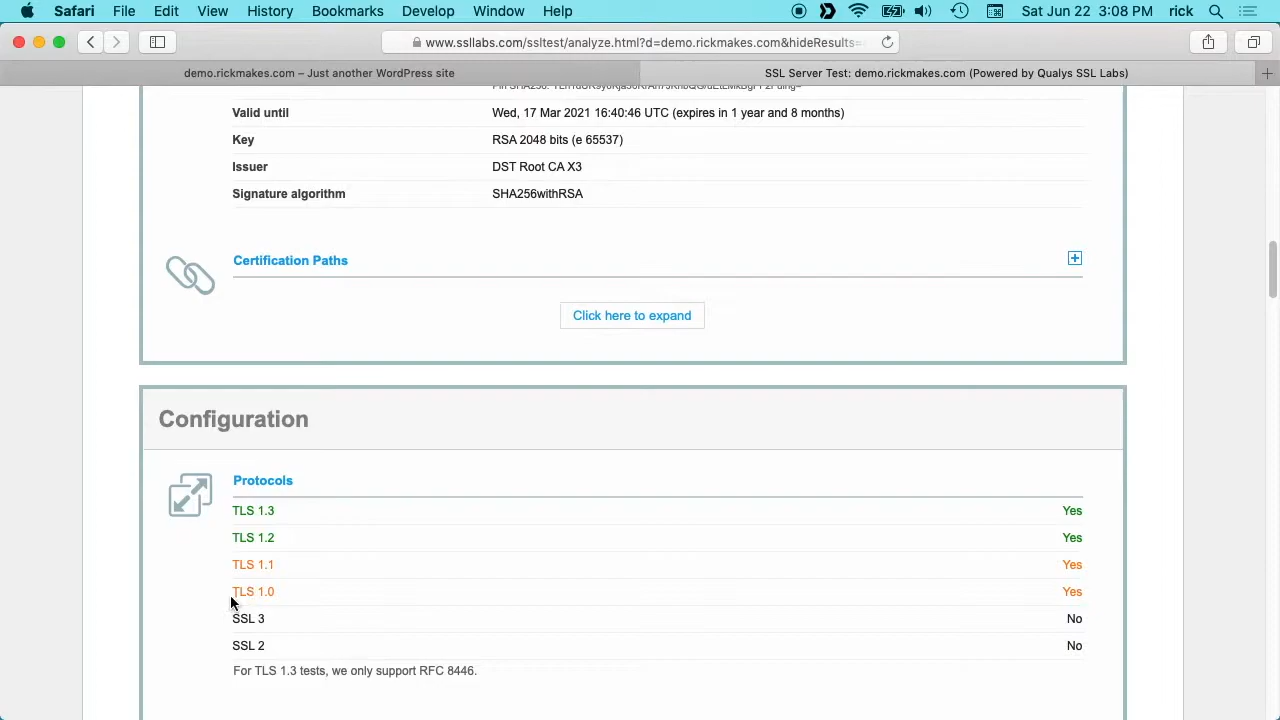 Safari File Edit View History Bookmarks Develop Window Help Sat Jun 22 3:08 PM rick
www.ssllabs.com/ssltest/analyze.html?d=demo.rickmakes.com&hideResults=
demo.rickmakes.com – Just another WordPress site SSL Server Test: demo.rickmakes.com (Powered by Qualys SSL Labs)
Valid until Wed, 17 Mar 2021 16:40:46 UTC (expires in 1 year and 8 months)
Key RSA 2048 bits (e 65537)
Issuer DST Root CA X3
Signature algorithm SHA256withRSA
Certification Paths
Click here to expand
Configuration
Protocols
TLS 1.3 Yes
TLS 1.2 Yes
TLS 1.1 Yes
TLS 1.0 Yes
SSL 3 No
SSL 2 No
For TLS 1.3 tests, we only support RFC 8446.